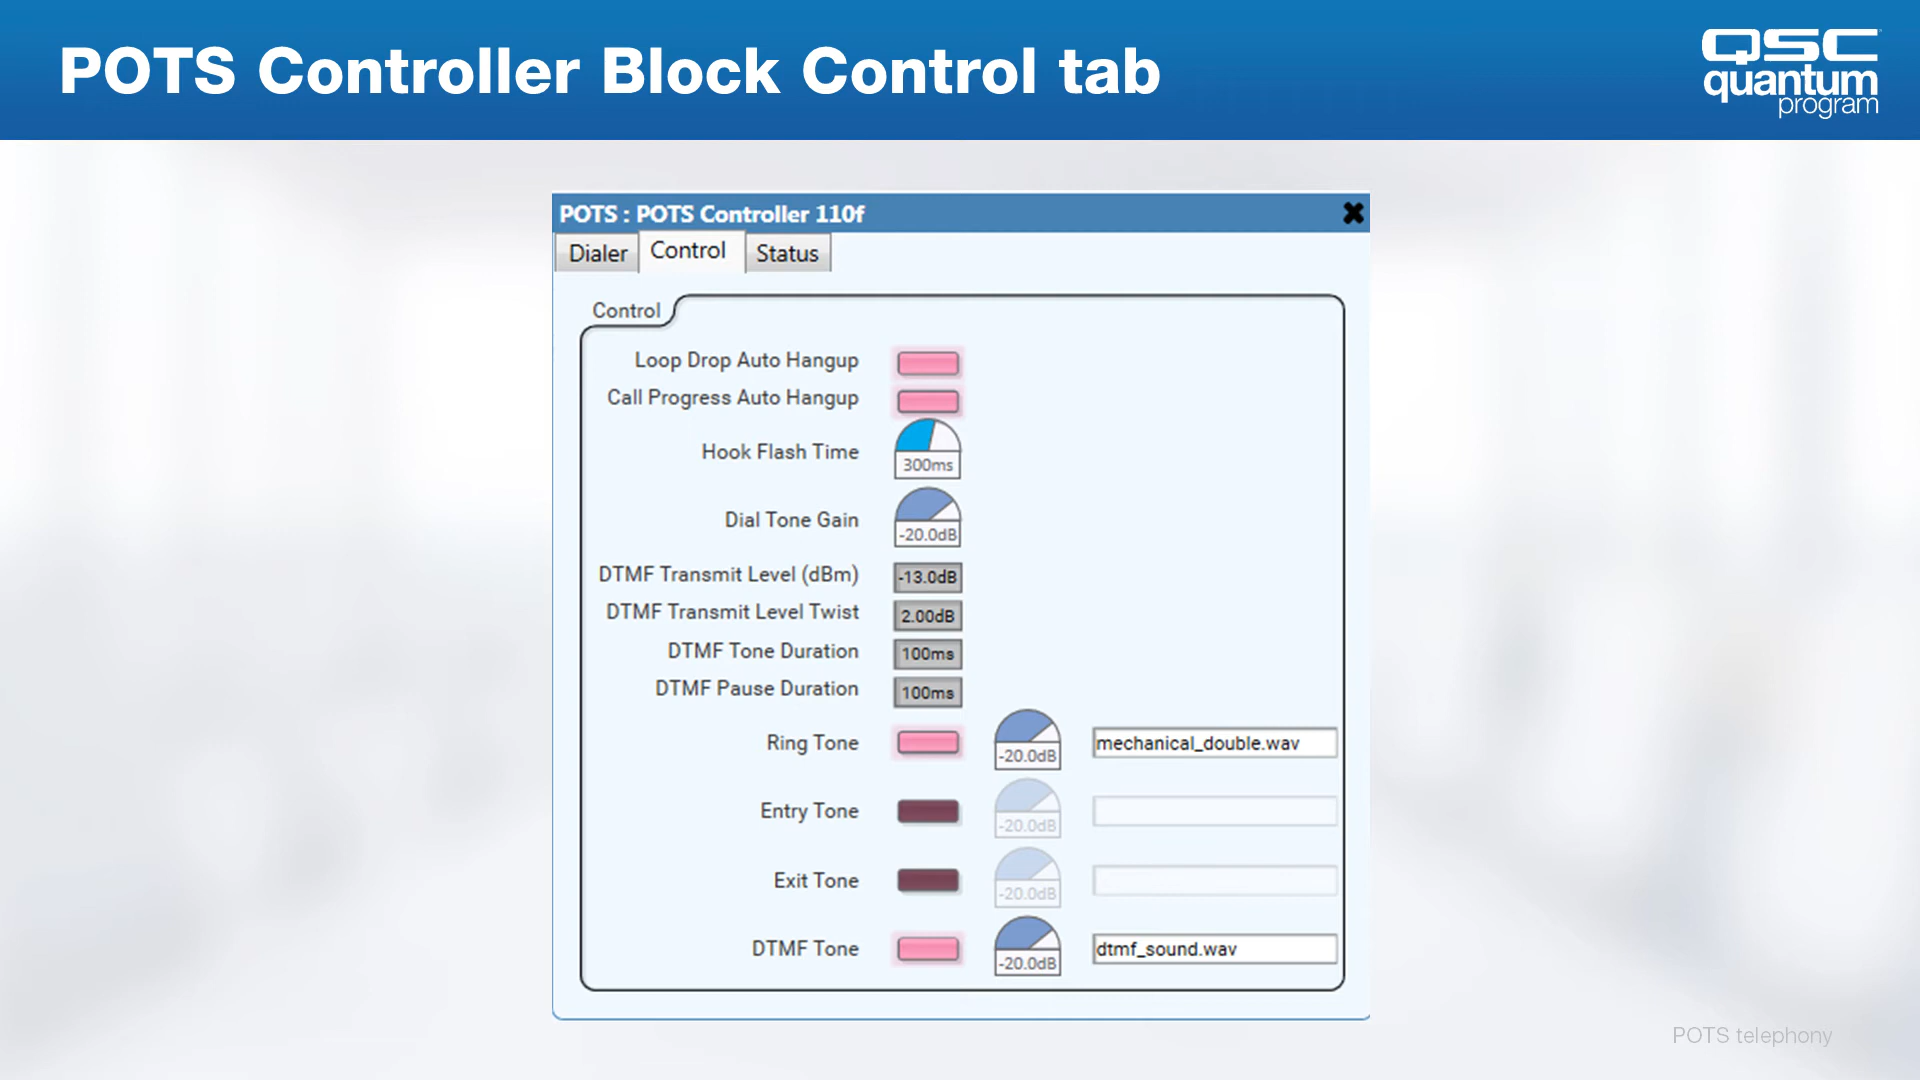 POTS Controller Block Control tab
QSC
quantum
program
POTS : POTS Controller 110f
Dialer Control Status
Control
Loop Drop Auto Hangup
Call Progress Auto Hangup
Hook Flash Time 300ms
Dial Tone Gain -20.0dB
DTMF Transmit Level (dBm) -13.0dB
DTMF Transmit Level Twist 2.00dB
DTMF Tone Duration 100ms
DTMF Pause Duration 100ms
Ring Tone -20.0dB mechanical_double.wav
Entry Tone -20.0dB
Exit Tone -20.0dB
DTMF Tone -20.0dB dtmf_sound.wav
POTS telephony